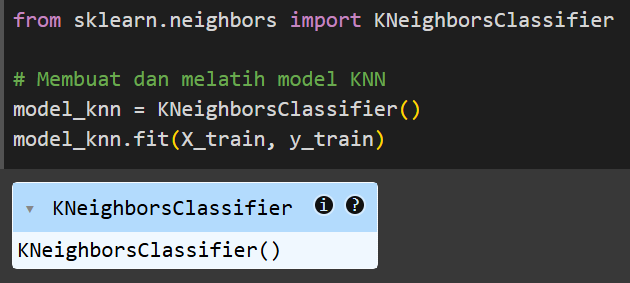 from sklearn.neighbors import KNeighborsClassifier
# Membuat dan melatih model KNN
model_knn = KNeighborsClassifier()
model_knn.fit(X_train, y_train)
▾ KNeighborsClassifier i ?
KNeighborsClassifier()